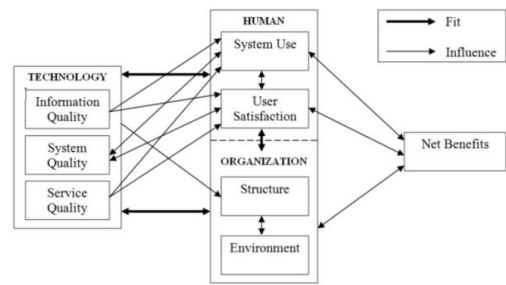 HUMAN
System Use
User
Satisfaction
ORGANIZATION
Structure
Environment
TECHNOLOGY
Information
Quality
System
Quality
Service
Quality
Net Benefits
Fit
Influence